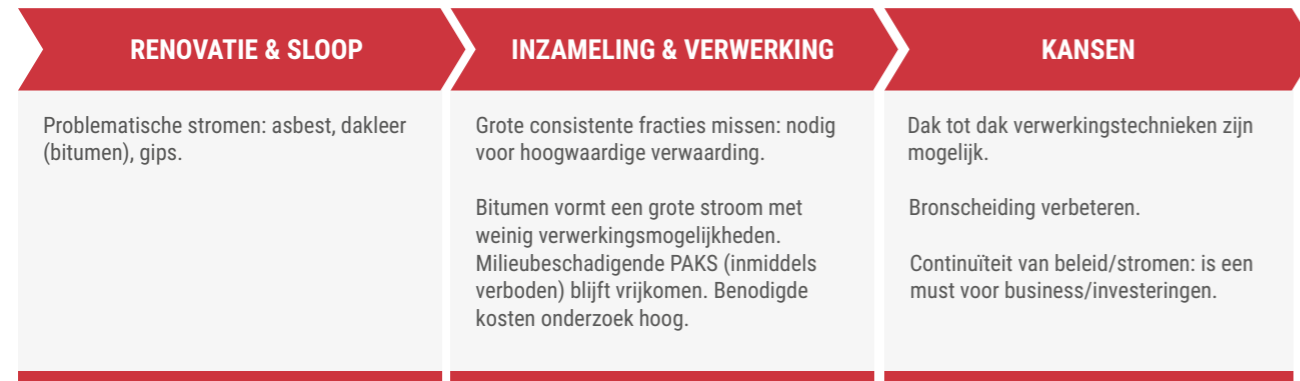 RENOVATIE & SLOOP
Problematische stromen: asbest, dakleer
(bitumen), gips.
INZAMELING & VERWERKING
Grote consistente fracties missen: nodig
voor hoogwaardige verwaarding.
Bitumen vormt een grote stroom met
weinig verwerkingsmogelijkheden.
Milieubeschadigende PAKS (inmiddels
verboden) blijft vrijkomen. Benodigde
kosten onderzoek hoog.
KANSEN
Dak tot dak verwerkingstechnieken zijn
mogelijk.
Bronscheiding verbeteren.
Continuïteit van beleid/stromen: is een
must voor business/investeringen.